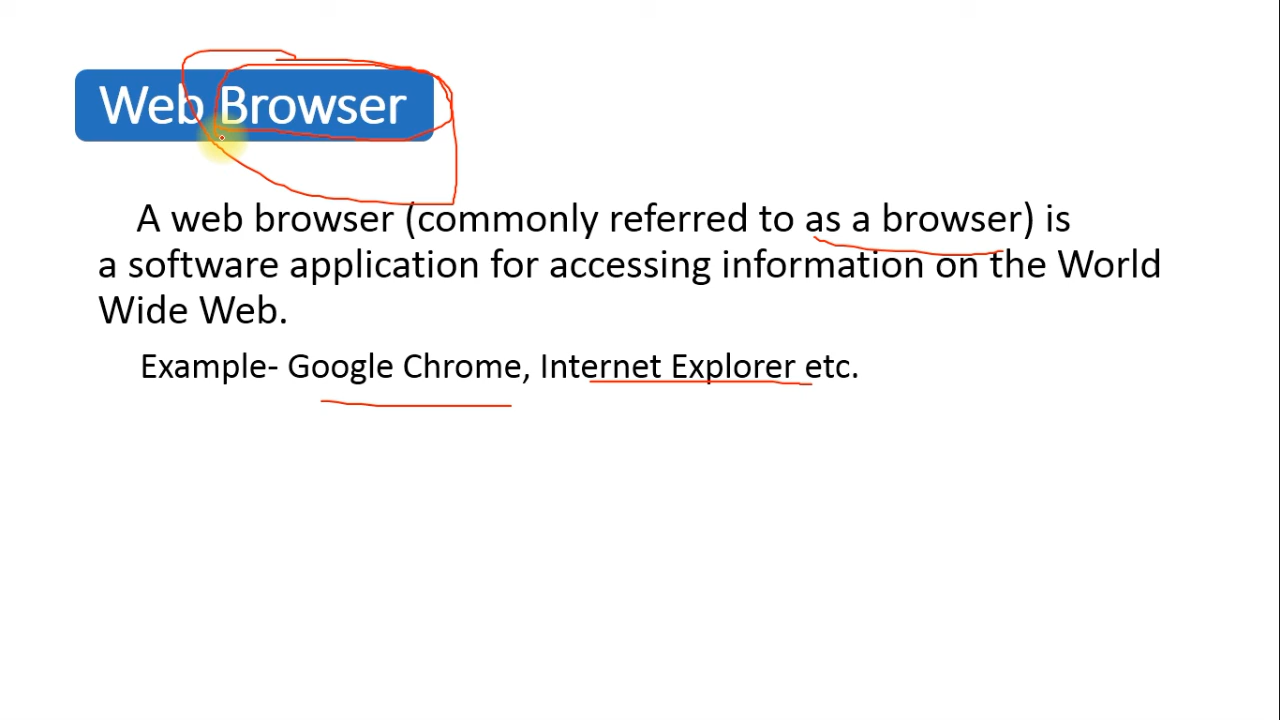 Web Browser
A web browser (commonly referred to as a browser) is
a software application for accessing information on the World
Wide Web.
Example- Google Chrome, Internet Explorer etc.